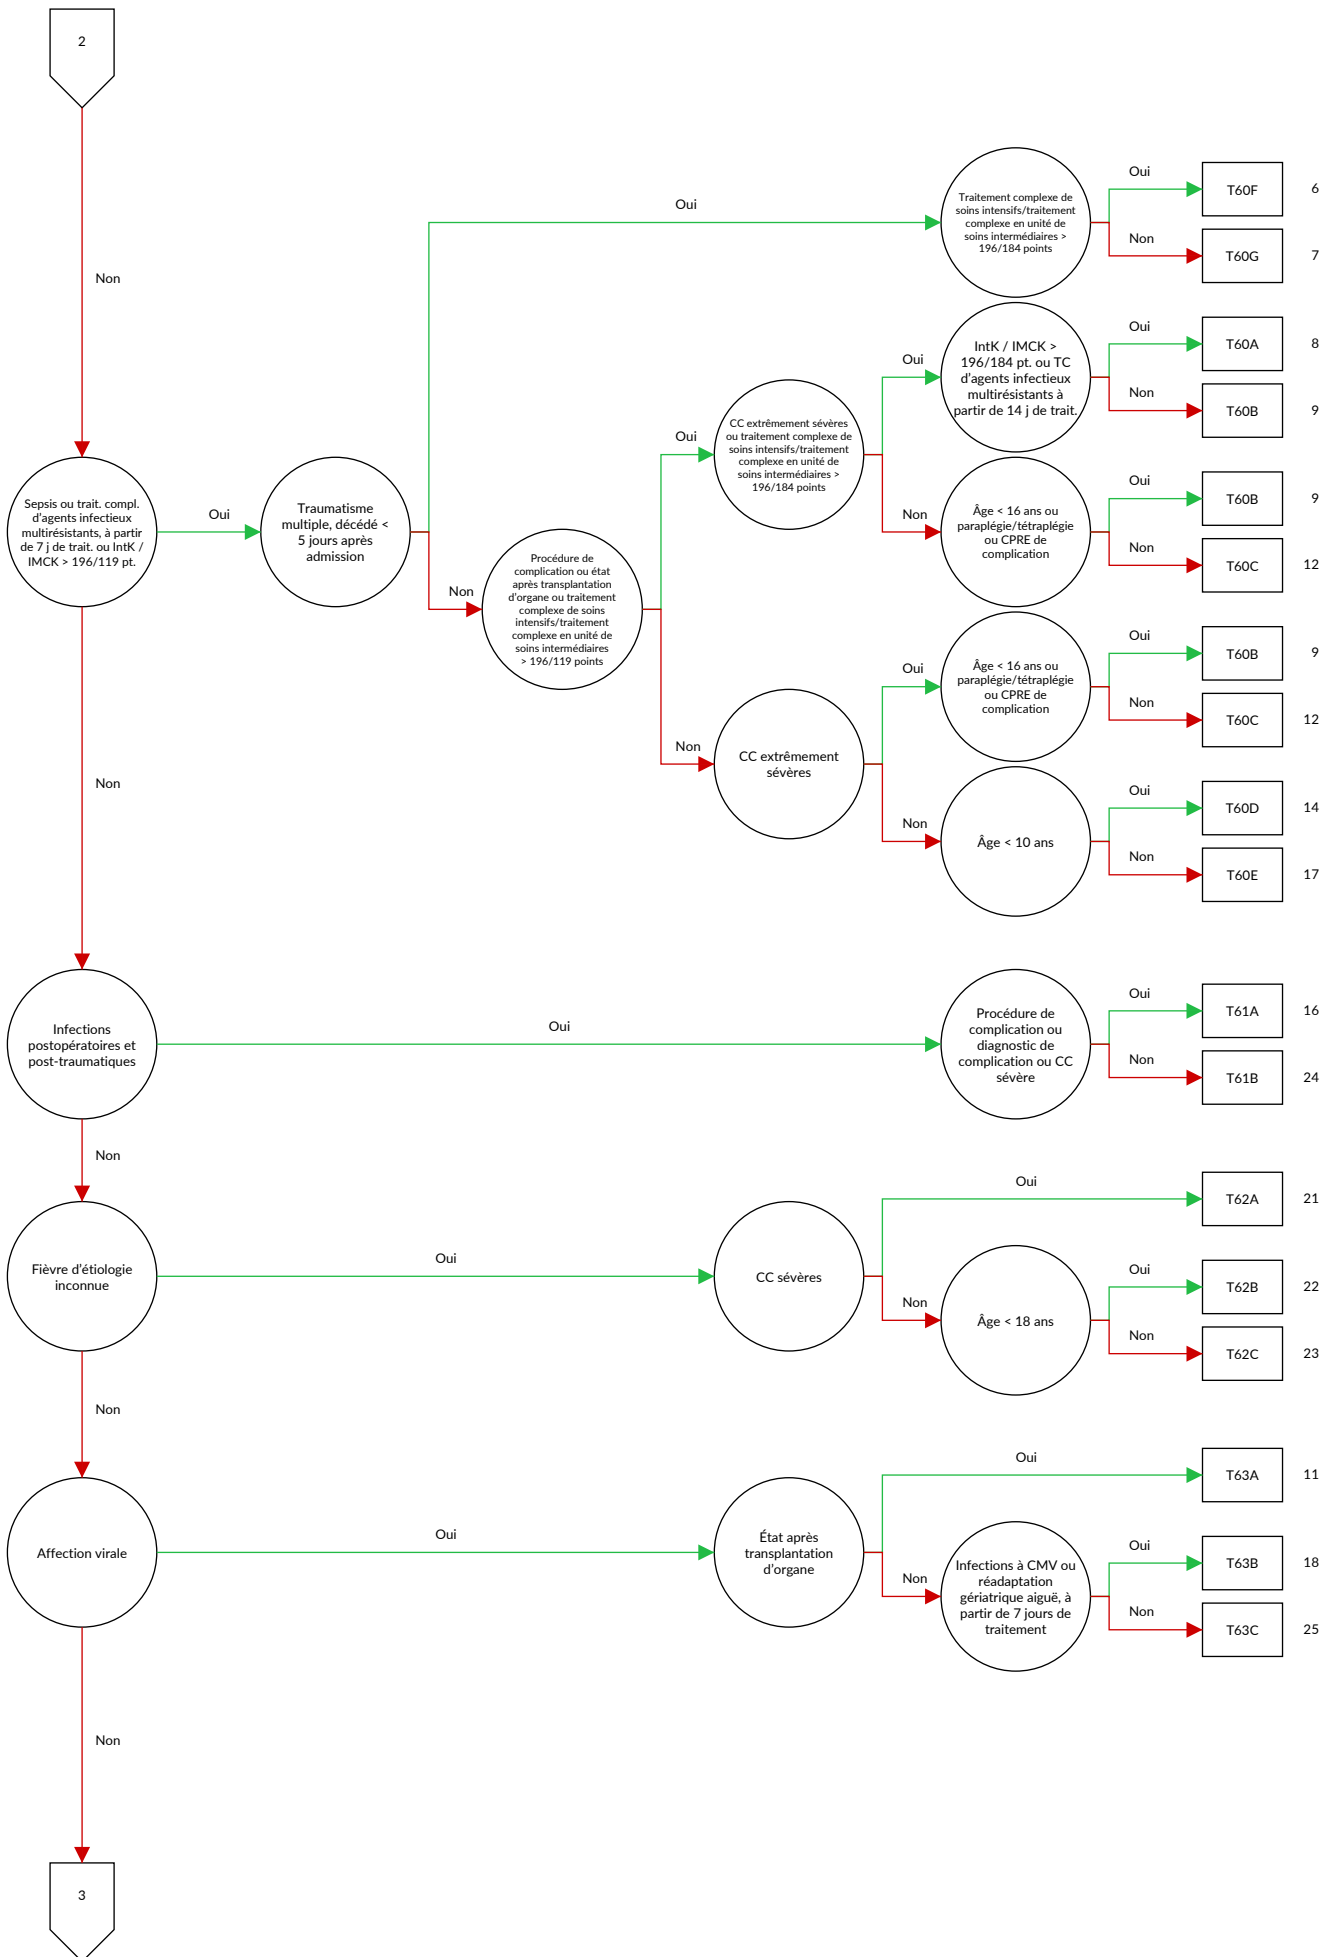 2
Non
Oui
Traitement complexe de
soins intensifs/traitement
complexe en unité de
soins intermédiaires >
196/184 points
Oui
T60F
6
Non
T60G
7
Sepsis ou trait. compl.
d'agents infectieux
multirésistants, à partir
de 7 j de trait. ou IntK /
IMCK > 196/119 pt.
Oui
Traumatisme
multiple, décédé <
5 jours après
admission
Non
Procédure de
complication ou état
après transplantation
d'organe ou traitement
complexe de soins
intensifs/traitement
complexe en unité de
soins intermédiaires
> 196/119 points
Oui
CC extrêmement sévères
ou traitement complexe de
soins intensifs/traitement
complexe en unité de
soins intermédiaires >
196/184 points
Oui
IntK / IMCK >
196/184 pt. ou TC
d'agents infectieux
multirésistants à
partir de 14 j de trait.
Oui
T60A
8
Non
T60B
9
Non
Âge < 16 ans ou
paraplégie/tétraplégie
ou CPRE de
complication
Oui
T60B
9
Non
T60C
12
Non
CC extrêmement
sévères
Oui
Âge < 16 ans ou
paraplégie/tétraplégie
ou CPRE de
complication
Oui
T60B
9
Non
T60C
12
Non
Âge < 10 ans
Oui
T60D
14
Non
T60E
17
Non
Infections
postopératoires et
post-traumatiques
Oui
Procédure de
complication ou
diagnostic de
complication ou CC
sévère
Oui
T61A
16
Non
T61B
24
Non
Fièvre d'étiologie
inconnue
Oui
CC sévères
Oui
T62A
21
Non
Âge < 18 ans
Oui
T62B
22
Non
T62C
23
Non
Affection virale
Oui
État après
transplantation
d'organe
Oui
T63A
11
Non
Infections à CMV ou
réadaptation
gériatrique aiguë, à
partir de 7 jours de
traitement
Oui
T63B
18
Non
T63C
25
Non
3